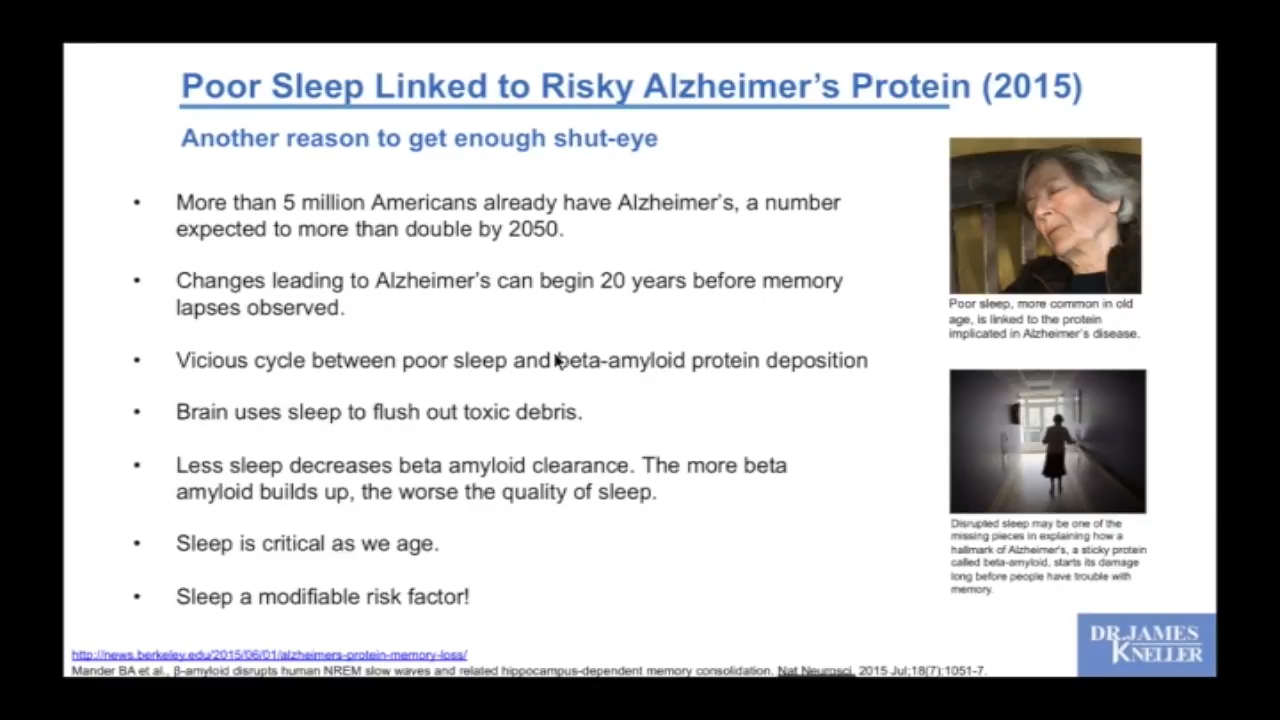 Poor Sleep Linked to Risky Alzheimer's Protein (2015)
Another reason to get enough shut-eye
• More than 5 million Americans already have Alzheimer's, a number
expected to more than double by 2050.
• Changes leading to Alzheimer's can begin 20 years before memory
lapses observed.
• Vicious cycle between poor sleep and beta-amyloid protein deposition
• Brain uses sleep to flush out toxic debris.
• Less sleep decreases beta amyloid clearance. The more beta
amyloid builds up, the worse the quality of sleep.
• Sleep is critical as we age.
• Sleep a modifiable risk factor!
Poor sleep, more common in old
age, is linked to the protein
implicated in Alzheimer's disease.
Disrupted sleep may be one of the
missing pieces in explaining how a
hallmark of Alzheimer's, a sticky protein
called beta-amyloid, starts its damage
long before people have trouble with
memory.
http://news.berkeley.edu/2015/06/01/alzheimers-protein-memory-loss/
Mander BA et al., β-amyloid disrupts human NREM slow waves and related hippocampus-dependent memory consolidation, Nat Neurosci. 2015 Jul;18(7):1051-7.
DR.JAMES
KNELLER